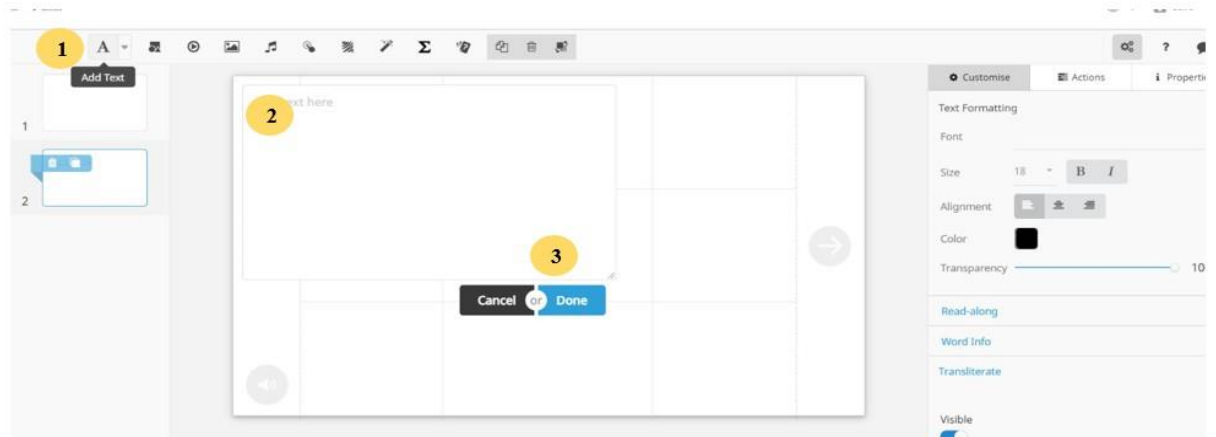 1 A Σ ?
Add Text
Customise Actions i Properti
2 ext here
Text Formatting
1
Font
Size 18 B I
2
Alignment
3
Color
Transparency 10
Cancel or Done
Read-along
Word Info
Transliterate
Visible